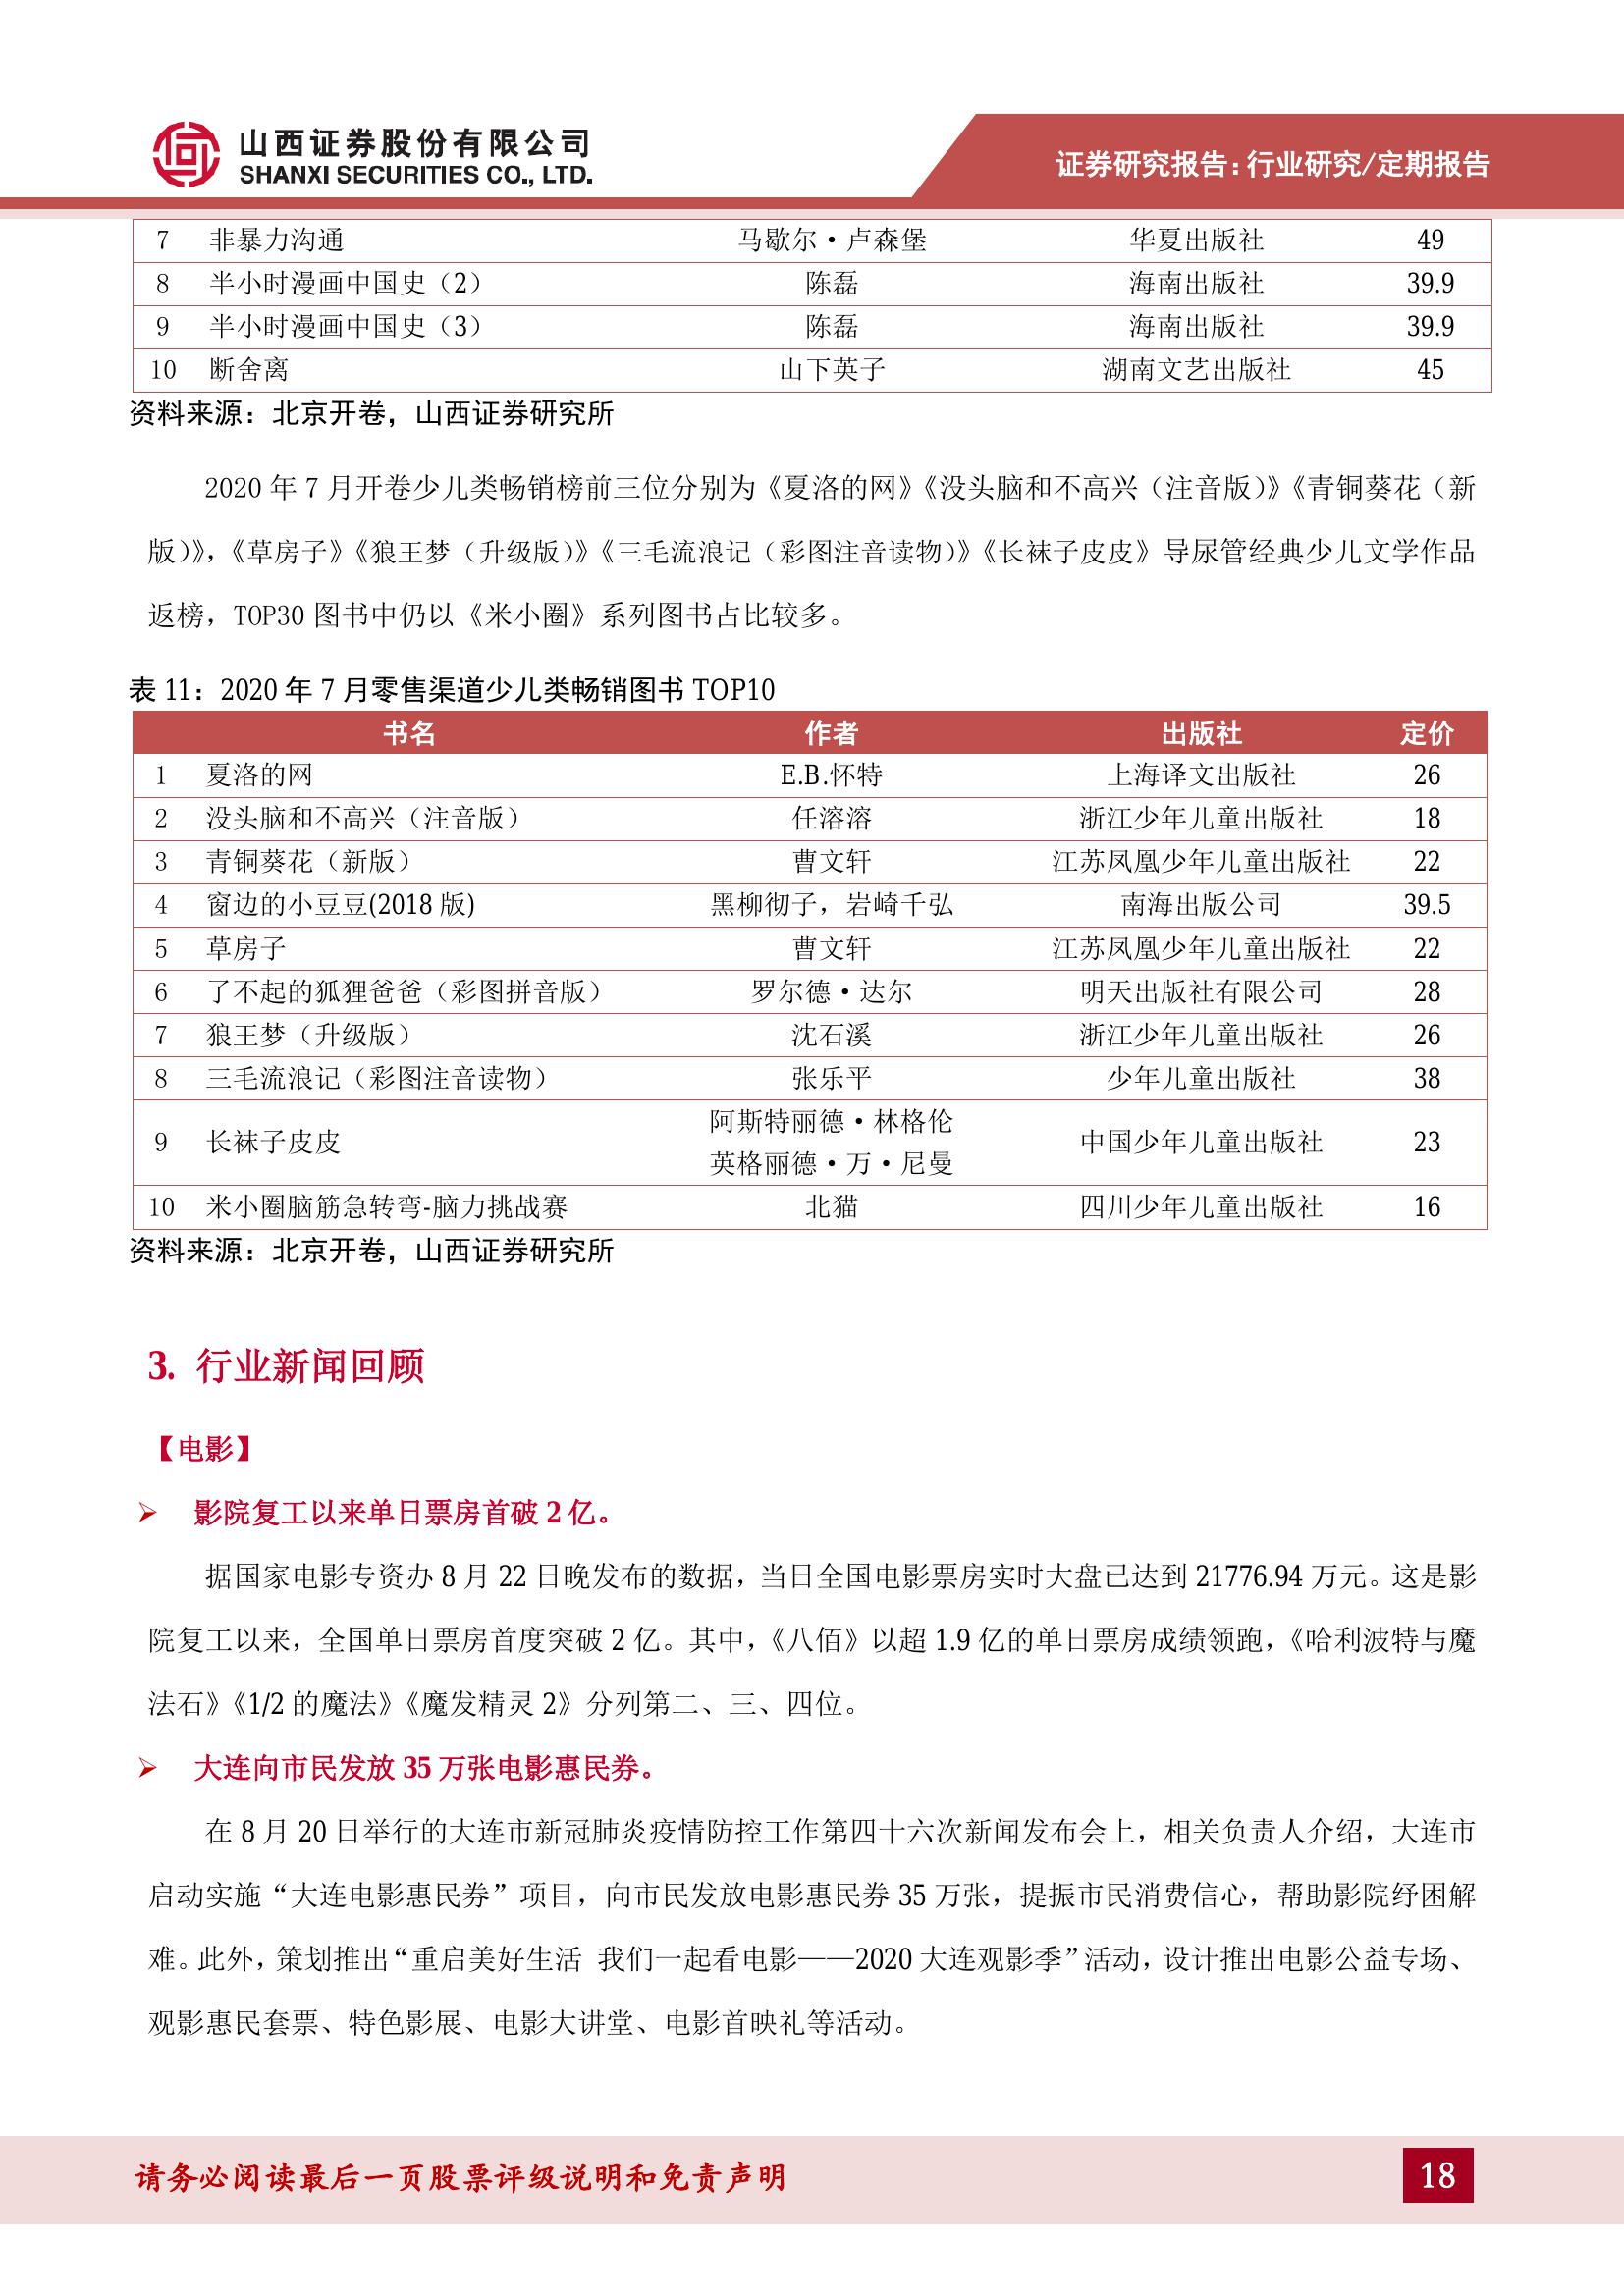 山西证券股份有限公司
SHANXI SECURITIES CO., LTD.
证券研究报告：行业研究/定期报告
7 非暴力沟通 马歇尔·卢森堡 华夏出版社 49
8 半小时漫画中国史（2） 陈磊 海南出版社 39.9
9 半小时漫画中国史（3） 陈磊 海南出版社 39.9
10 断舍离 山下英子 湖南文艺出版社 45
资料来源：北京开卷，山西证券研究所
2020 年 7 月开卷少儿类畅销榜前三位分别为《夏洛的网》《没头脑和不高兴（注音版）》《青铜葵花（新
版）》，《草房子》《狼王梦（升级版）》《三毛流浪记（彩图注音读物）》《长袜子皮皮》导尿管经典少儿文学作品
返榜，TOP30 图书中仍以《米小圈》系列图书占比较多。
表 11：2020 年 7 月零售渠道少儿类畅销图书 TOP10
书名 作者 出版社 定价
1 夏洛的网 E.B.怀特 上海译文出版社 26
2 没头脑和不高兴（注音版） 任溶溶 浙江少年儿童出版社 18
3 青铜葵花（新版） 曹文轩 江苏凤凰少年儿童出版社 22
4 窗边的小豆豆(2018 版) 黑柳彻子，岩崎千弘 南海出版公司 39.5
5 草房子 曹文轩 江苏凤凰少年儿童出版社 22
6 了不起的狐狸爸爸（彩图拼音版） 罗尔德·达尔 明天出版社有限公司 28
7 狼王梦（升级版） 沈石溪 浙江少年儿童出版社 26
8 三毛流浪记（彩图注音读物） 张乐平 少年儿童出版社 38
9 长袜子皮皮 阿斯特丽德·林格伦 英格丽德·万·尼曼 中国少年儿童出版社 23
10 米小圈脑筋急转弯-脑力挑战赛 北猫 四川少年儿童出版社 16
资料来源：北京开卷，山西证券研究所
3. 行业新闻回顾
【电影】
➢ 影院复工以来单日票房首破 2 亿。
据国家电影专资办 8 月 22 日晚发布的数据，当日全国电影票房实时大盘已达到 21776.94 万元。这是影
院复工以来，全国单日票房首度突破 2 亿。其中，《八佰》以超 1.9 亿的单日票房成绩领跑，《哈利波特与魔
法石》《1/2 的魔法》《魔发精灵 2》分列第二、三、四位。
➢ 大连向市民发放 35 万张电影惠民券。
在 8 月 20 日举行的大连市新冠肺炎疫情防控工作第四十六次新闻发布会上，相关负责人介绍，大连市
启动实施“大连电影惠民券”项目，向市民发放电影惠民券 35 万张，提振市民消费信心，帮助影院纾困解
难。此外，策划推出“重启美好生活 我们一起看电影——2020 大连观影季”活动，设计推出电影公益专场、
观影惠民套票、特色影展、电影大讲堂、电影首映礼等活动。
请务必阅读最后一页股票评级说明和免责声明
18